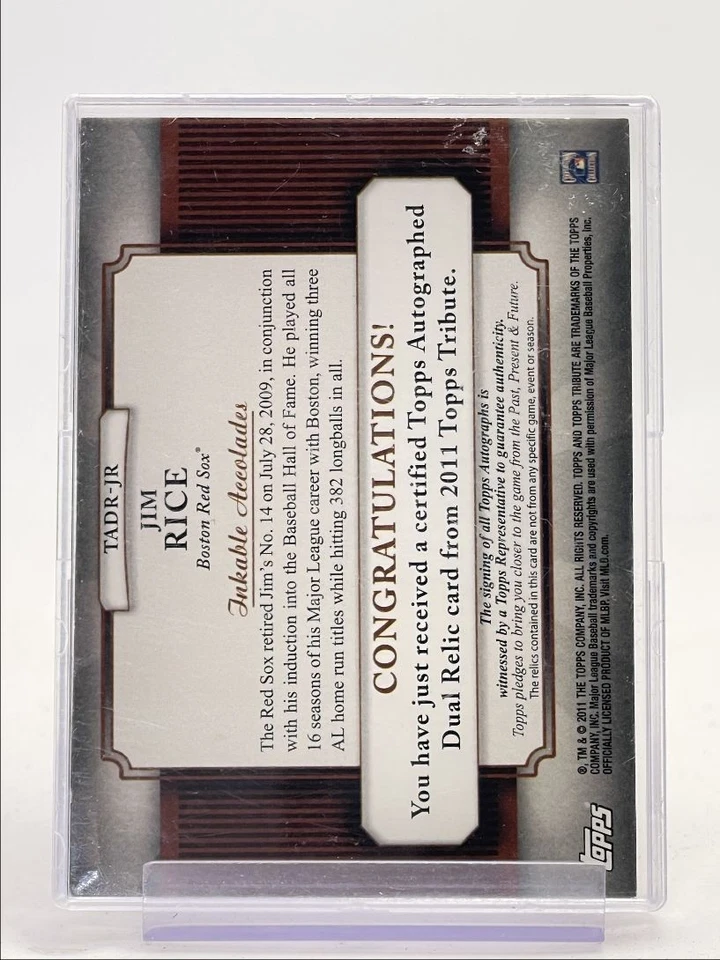 TADR-JR
JIM
RICE
Boston Red Sox®
Inkable Accolades
The Red Sox retired Jim's No. 14 on July 28, 2009, in conjunction
with his induction into the Baseball Hall of Fame. He played all
16 seasons of his Major League career with Boston, winning three
AL home run titles while hitting 382 longballs in all.
CONGRATULATIONS!
You have just received a certified Topps Autographed
Dual Relic card from 2011 Topps Tribute.
The signing of all Topps Autographs is
witnessed by a Topps Representative to guarantee authenticity.
Topps pledges to bring you closer to the game from the Past, Present & Future.
The relics contained in this card are not from any specific game, event or season.
®, TM & © 2011 THE TOPPS COMPANY, INC. ALL RIGHTS RESERVED. TOPPS AND TOPPS TRIBUTE ARE TRADEMARKS OF THE TOPPS
COMPANY, INC. Major League Baseball trademarks and copyrights are used with permission of Major League Baseball Properties, Inc.
OFFICIALLY LICENSED PRODUCT OF MLBP. Visit MLB.com.
Topps